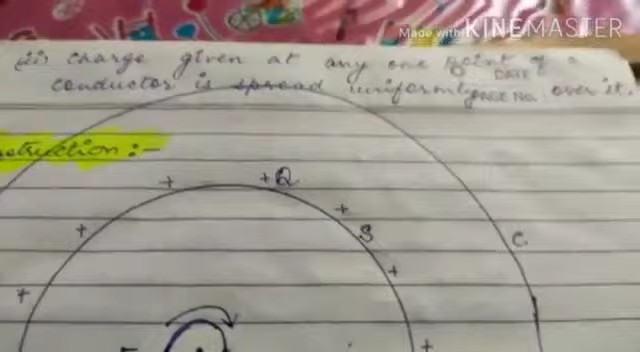 Made with KINEMASTER
(ii) charge given at any one point of a
DATE
conductor is spread uniformly over it.
PAGE NO.
struction :-
+ +Q
+ +
S C
+ +
+